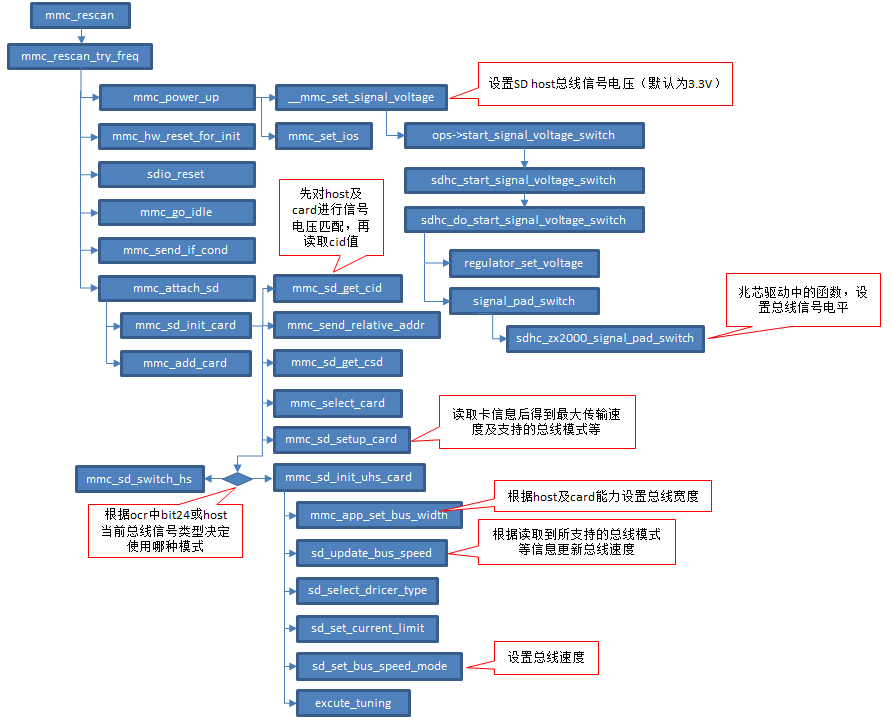 mmc_rescan
mmc_rescan_try_freq
mmc_power_up
__mmc_set_signal_voltage
设置SD host总线信号电压（默认为3.3V）
mmc_hw_reset_for_init
mmc_set_ios
ops->start_signal_voltage_switch
sdio_reset
sdhc_start_signal_voltage_switch
mmc_go_idle
sdhc_do_start_signal_voltage_switch
先对host及
card进行信号
电压匹配，再
读取cid值
mmc_send_if_cond
regulator_set_voltage
mmc_attach_sd
mmc_sd_get_cid
signal_pad_switch
兆芯驱动中的函数，设
置总线信号电平
mmc_sd_init_card
mmc_send_relative_addr
sdhc_zx2000_signal_pad_switch
mmc_add_card
mmc_sd_get_csd
mmc_select_card
mmc_sd_setup_card
读取卡信息后得到最大传输速
度及支持的总线模式等
mmc_sd_switch_hs
mmc_sd_init_uhs_card
根据ocr中bit24或host
当前总线信号类型决定
使用哪种模式
mmc_app_set_bus_width
根据host及card能力设置总线宽度
sd_update_bus_speed
根据读取到所支持的总线模式
等信息更新总线速度
sd_select_dricer_type
sd_set_current_limit
sd_set_bus_speed_mode
设置总线速度
excute_tuning